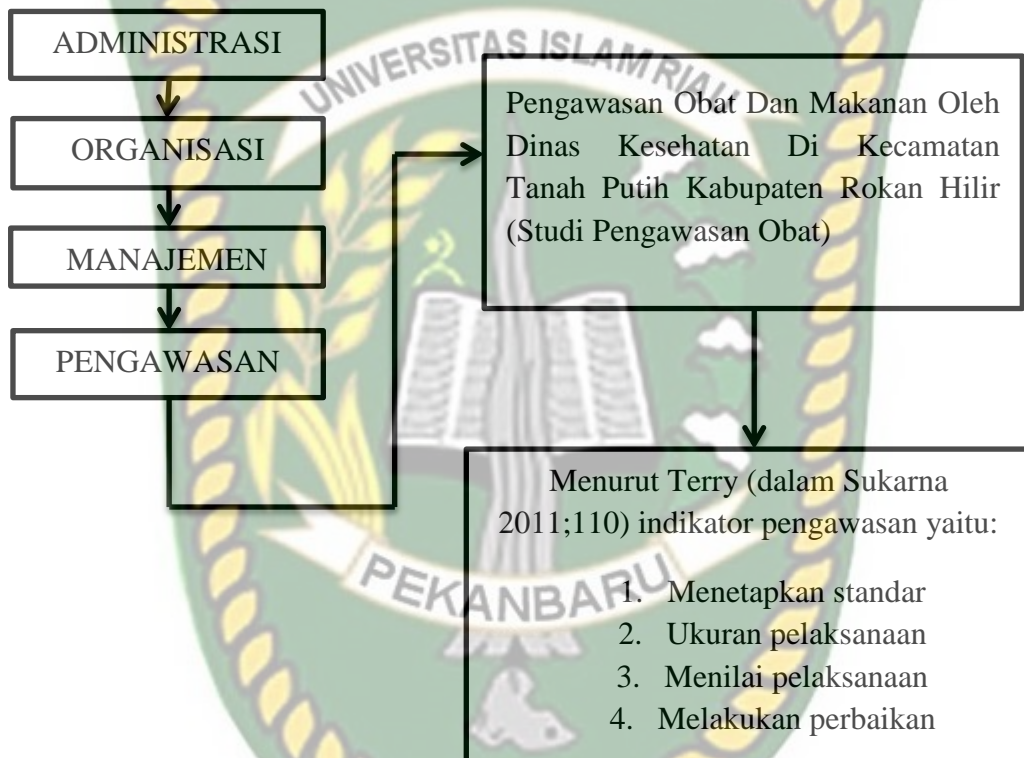 ADMINISTRASI
ORGANISASI
MANAJEMEN
PENGAWASAN
UNIVERSITAS ISLAM RIAU
Pengawasan Obat Dan Makanan Oleh
Dinas Kesehatan Di Kecamatan
Tanah Putih Kabupaten Rokan Hilir
(Studi Pengawasan Obat)
Menurut Terry (dalam Sukarna
2011;110) indikator pengawasan yaitu:
1. Menetapkan standar
2. Ukuran pelaksanaan
3. Menilai pelaksanaan
4. Melakukan perbaikan
PEKANBARU